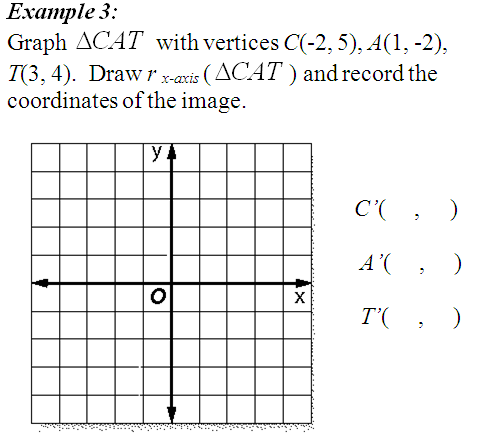 Example 3:
Graph ΔCAT with vertices C(-2, 5), A(1, -2),
T(3, 4). Draw r x-axis (ΔCAT ) and record the
coordinates of the image.
y
C’( , )
A’( , )
O
x
T’( , )